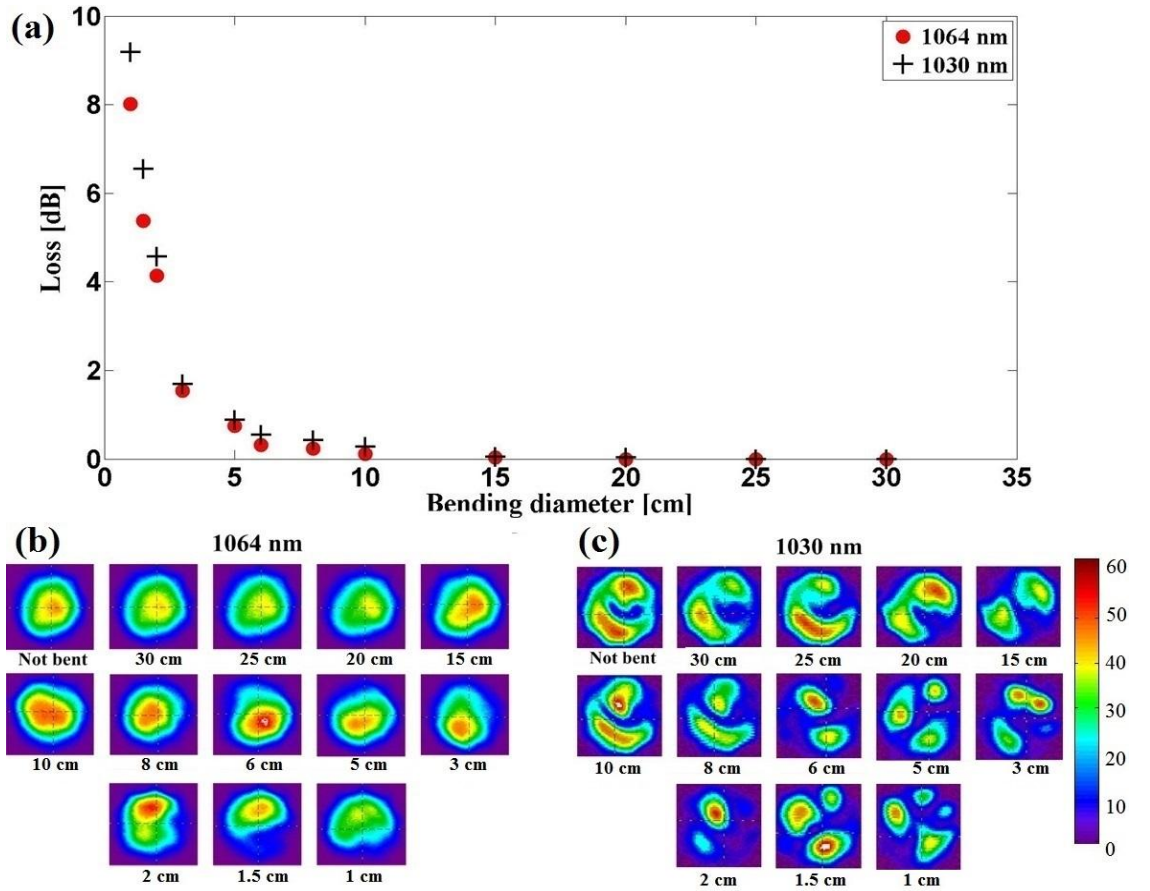 (a)
10
8
6
4
2
0
Loss [dB]
1064 nm
1030 nm
0 5 10 15 20 25 30 35
Bending diameter [cm]
(b)
1064 nm
Not bent 30 cm 25 cm 20 cm 15 cm
10 cm 8 cm 6 cm 5 cm 3 cm
2 cm 1.5 cm 1 cm
(c)
1030 nm
Not bent 30 cm 25 cm 20 cm 15 cm
10 cm 8 cm 6 cm 5 cm 3 cm
2 cm 1.5 cm 1 cm
60
50
40
30
20
10
0